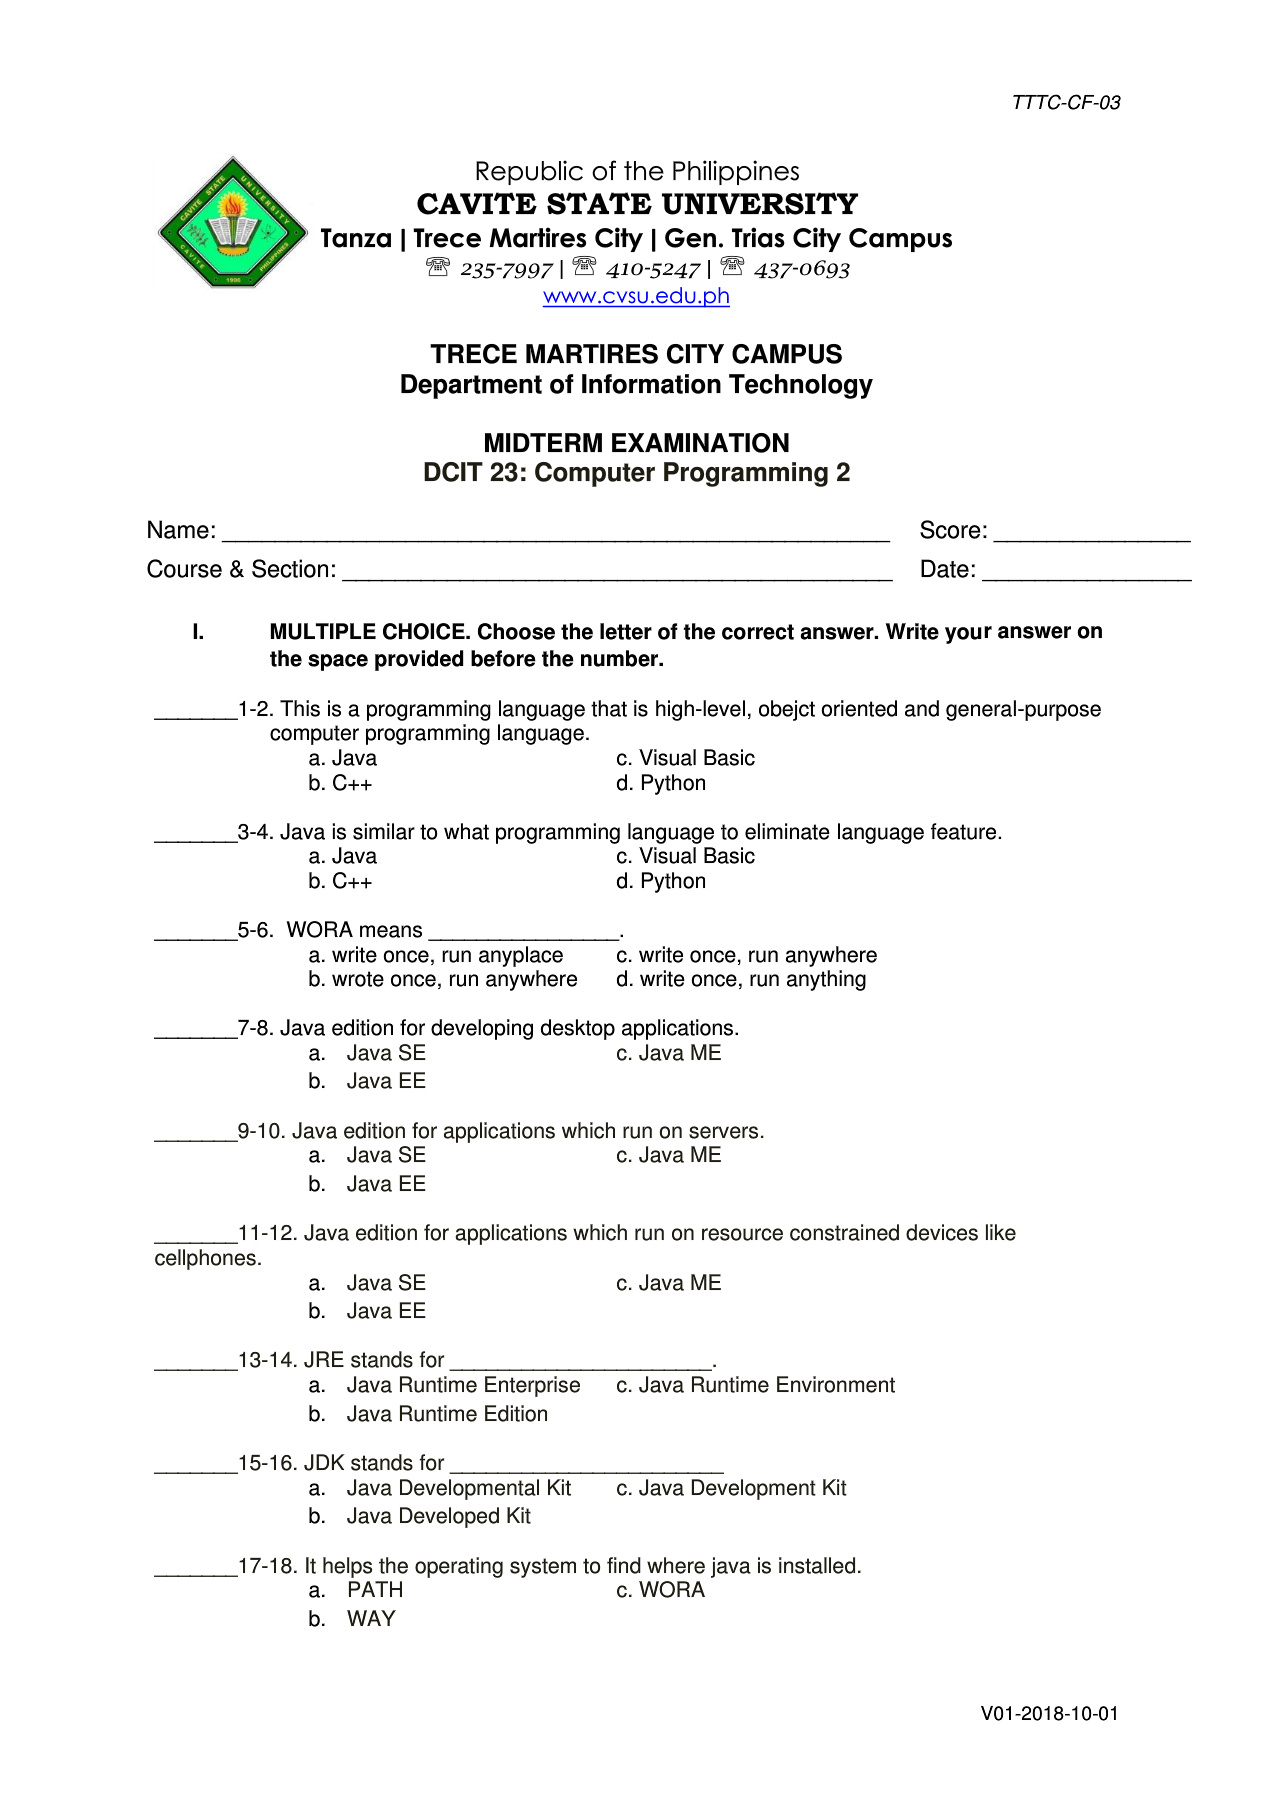 TTTC-CF-03
Republic of the Philippines
CAVITE STATE UNIVERSITY
Tanza | Trece Martires City | Gen. Trias City Campus
☏ 235-7997 | ☏ 410-5247 | ☏ 437-0693
www.cvsu.edu.ph
CAVITE STATE UNIVERSITY
CAVITE PHILIPPINES
1906
TRECE MARTIRES CITY CAMPUS
Department of Information Technology
MIDTERM EXAMINATION
DCIT 23: Computer Programming 2
Name: ______________________ Score: ______________
Course & Section: ______________________ Date: ______________
I. MULTIPLE CHOICE. Choose the letter of the correct answer. Write your answer on
the space provided before the number.
_______1-2. This is a programming language that is high-level, obejct oriented and general-purpose
computer programming language.
a. Java c. Visual Basic
b. C++ d. Python
_______3-4. Java is similar to what programming language to eliminate language feature.
a. Java c. Visual Basic
b. C++ d. Python
_______5-6. WORA means ________________.
a. write once, run anyplace c. write once, run anywhere
b. wrote once, run anywhere d. write once, run anything
_______7-8. Java edition for developing desktop applications.
a. Java SE c. Java ME
b. Java EE
_______9-10. Java edition for applications which run on servers.
a. Java SE c. Java ME
b. Java EE
_______11-12. Java edition for applications which run on resource constrained devices like
cellphones.
a. Java SE c. Java ME
b. Java EE
_______13-14. JRE stands for ______________________.
a. Java Runtime Enterprise c. Java Runtime Environment
b. Java Runtime Edition
_______15-16. JDK stands for _______________________
a. Java Developmental Kit c. Java Development Kit
b. Java Developed Kit
_______17-18. It helps the operating system to find where java is installed.
a. PATH c. WORA
b. WAY
V01-2018-10-01